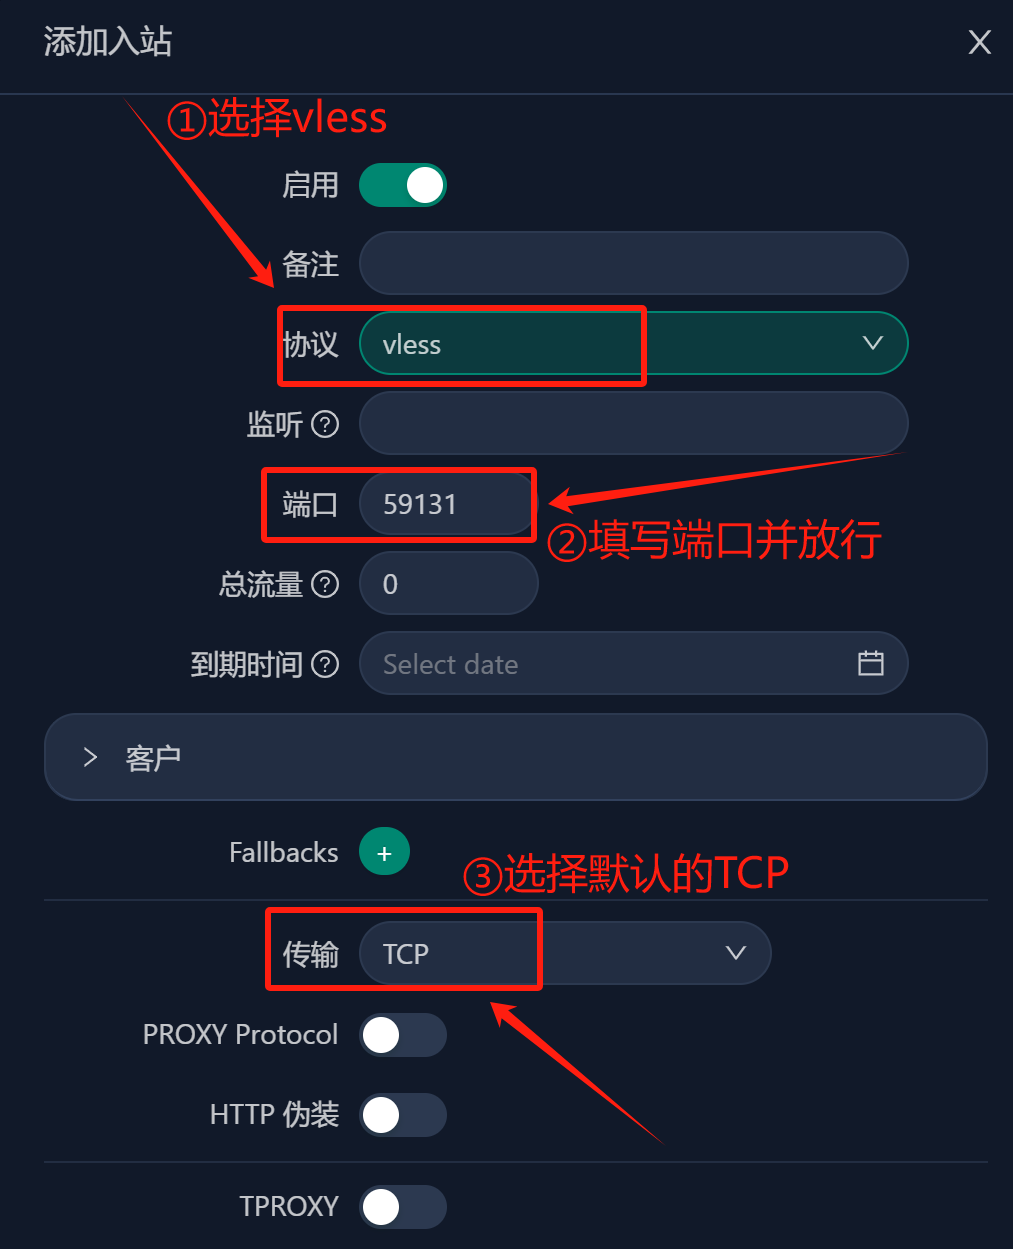 添加入站
①选择vless
启用
备注
协议 vless
监听 ?
端口 59131
②填写端口并放行
总流量 ? 0
到期时间 ? Select date
客户
Fallbacks +
③选择默认的TCP
传输 TCP
PROXY Protocol
HTTP 伪装
TPROXY